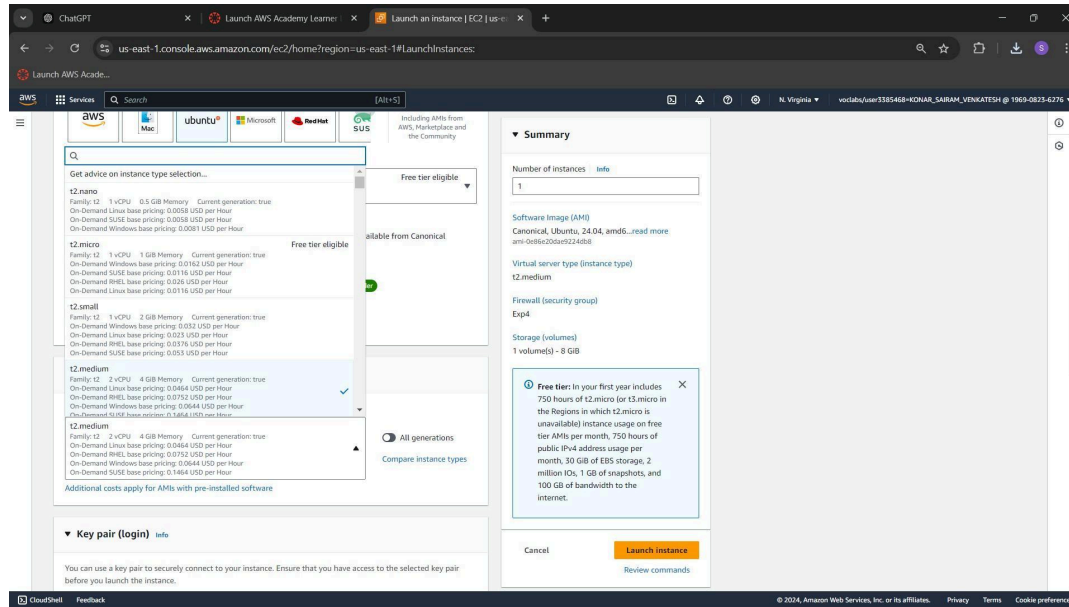 ChatGPT
Launch AWS Academy Learner
Launch an instance | EC2 | us-e
us-east-1.console.aws.amazon.com/ec2/home?region=us-east-1#LaunchInstances:
Launch AWS Acade...
aws
Services
Search
[Alt+S]
N. Virginia
voclabs/user3385468=KONAR_SAIRAM_VENKATESH @ 1969-0823-6276
aws
Mac
ubuntu®
Microsoft
Red Hat
SUS
Including AMIs from
AWS, Marketplace and
the Community
Get advice on instance type selection...
Free tier eligible
t2.nano
Family: t2 1 vCPU 0.5 GiB Memory Current generation: true
On-Demand Linux base pricing: 0.0058 USD per Hour
On-Demand SUSE base pricing: 0.0058 USD per Hour
On-Demand Windows base pricing: 0.0081 USD per Hour
t2.micro
Free tier eligible
Family: t2 1 vCPU 1 GiB Memory Current generation: true
On-Demand Windows base pricing: 0.0162 USD per Hour
On-Demand SUSE base pricing: 0.0116 USD per Hour
On-Demand RHEL base pricing: 0.026 USD per Hour
On-Demand Linux base pricing: 0.0116 USD per Hour
ailable from Canonical
t2.small
Family: t2 1 vCPU 2 GiB Memory Current generation: true
On-Demand Windows base pricing: 0.032 USD per Hour
On-Demand Linux base pricing: 0.023 USD per Hour
On-Demand RHEL base pricing: 0.0376 USD per Hour
On-Demand SUSE base pricing: 0.053 USD per Hour
t2.medium
Family: t2 2 vCPU 4 GiB Memory Current generation: true
On-Demand Linux base pricing: 0.0464 USD per Hour
On-Demand RHEL base pricing: 0.0752 USD per Hour
On-Demand Windows base pricing: 0.0644 USD per Hour
On-Demand SUSE base pricing: 0.1464 USD per Hour
t2.medium
Family: t2 2 vCPU 4 GiB Memory Current generation: true
On-Demand Linux base pricing: 0.0464 USD per Hour
On-Demand RHEL base pricing: 0.0752 USD per Hour
On-Demand Windows base pricing: 0.0644 USD per Hour
On-Demand SUSE base pricing: 0.1464 USD per Hour
All generations
Compare instance types
Additional costs apply for AMIs with pre-installed software
Key pair (login) Info
You can use a key pair to securely connect to your instance. Ensure that you have access to the selected key pair
before you launch the instance.
Summary
Number of instances Info
1
Software Image (AMI)
Canonical, Ubuntu, 24.04, amd6...read more
ami-0e86e20dae9224db8
Virtual server type (instance type)
t2.medium
Firewall (security group)
Exp4
Storage (volumes)
1 volume(s) - 8 GiB
Free tier: In your first year includes
750 hours of t2.micro (or t3.micro in
the Regions in which t2.micro is
unavailable) instance usage on free
tier AMIs per month, 750 hours of
public IPv4 address usage per
month, 30 GiB of EBS storage, 2
million IOs, 1 GB of snapshots, and
100 GB of bandwidth to the
internet.
Cancel
Launch instance
Review commands
CloudShell
Feedback
© 2024, Amazon Web Services, Inc. or its affiliates.
Privacy
Terms
Cookie preference